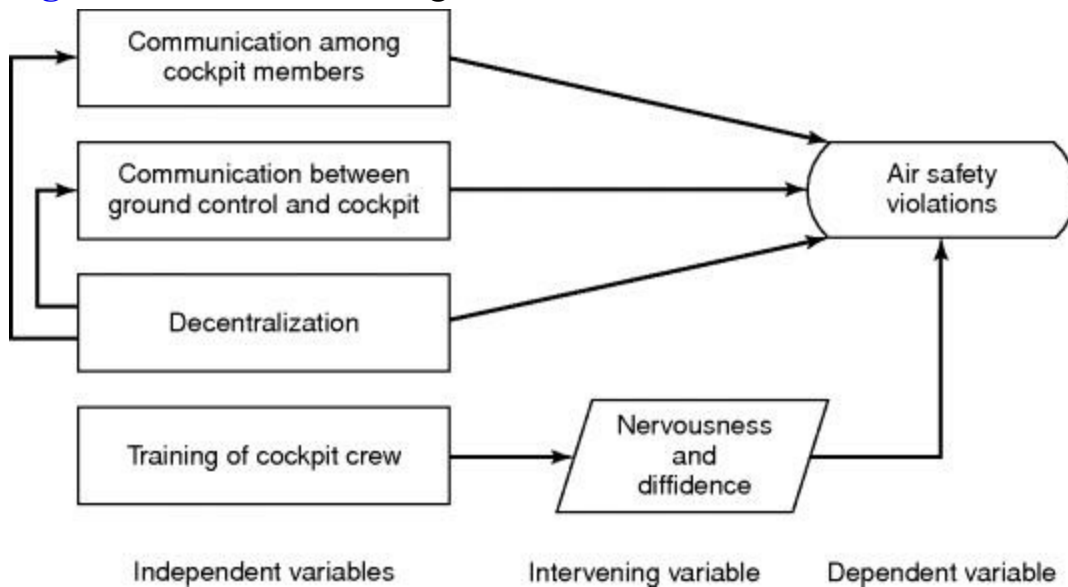 Communication among
cockpit members
Communication between
ground control and cockpit
Air safety
violations
Decentralization
Training of cockpit crew
Nervousness
and
diffidence
Independent variables
Intervening variable
Dependent variable